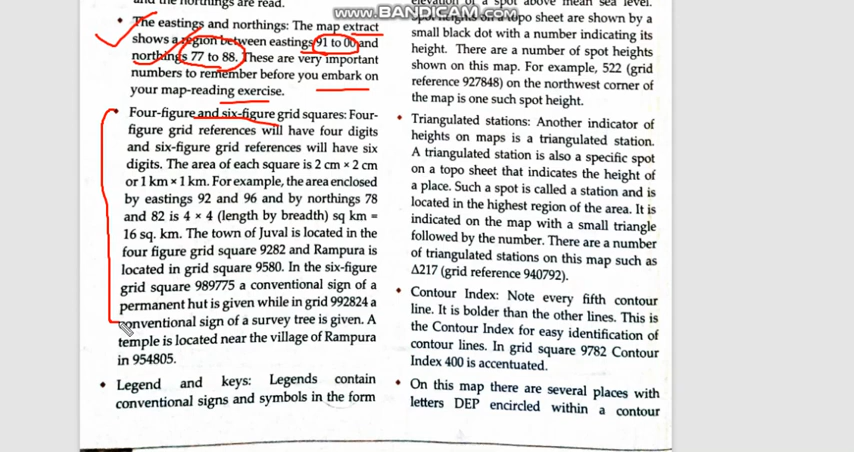 and the northings are read.
• The eastings and northings: The map extract
shows a region between eastings 91 to 00 and
northings 77 to 88. These are very important
numbers to remember before you embark on
your map-reading exercise.
• Four-figure and six-figure grid squares: Four-
figure grid references will have four digits
and six-figure grid references will have six
digits. The area of each square is 2 cm × 2 cm
or 1 km × 1 km. For example, the area enclosed
by eastings 92 and 96 and by northings 78
and 82 is 4 × 4 (length by breadth) sq km =
16 sq. km. The town of Juval is located in the
four figure grid square 9282 and Rampura is
located in grid square 9580. In the six-figure
grid square 989775 a conventional sign of a
permanent hut is given while in grid 992824 a
conventional sign of a survey tree is given. A
temple is located near the village of Rampura
in 954805.
• Legend and keys: Legends contain
conventional signs and symbols in the form
www.BANDICAM.com
elevation of a spot above mean sea level.
Spot heights on a topo sheet are shown by a
small black dot with a number indicating its
height. There are a number of spot heights
shown on this map. For example, 522 (grid
reference 927848) on the northwest corner of
the map is one such spot height.
• Triangulated stations: Another indicator of
heights on maps is a triangulated station.
A triangulated station is also a specific spot
on a topo sheet that indicates the height of
a place. Such a spot is called a station and is
located in the highest region of the area. It is
indicated on the map with a small triangle
followed by the number. There are a number
of triangulated stations on this map such as
Δ217 (grid reference 940792).
• Contour Index: Note every fifth contour
line. It is bolder than the other lines. This is
the Contour Index for easy identification of
contour lines. In grid square 9782 Contour
Index 400 is accentuated.
• On this map there are several places with
letters DEP encircled within a contour